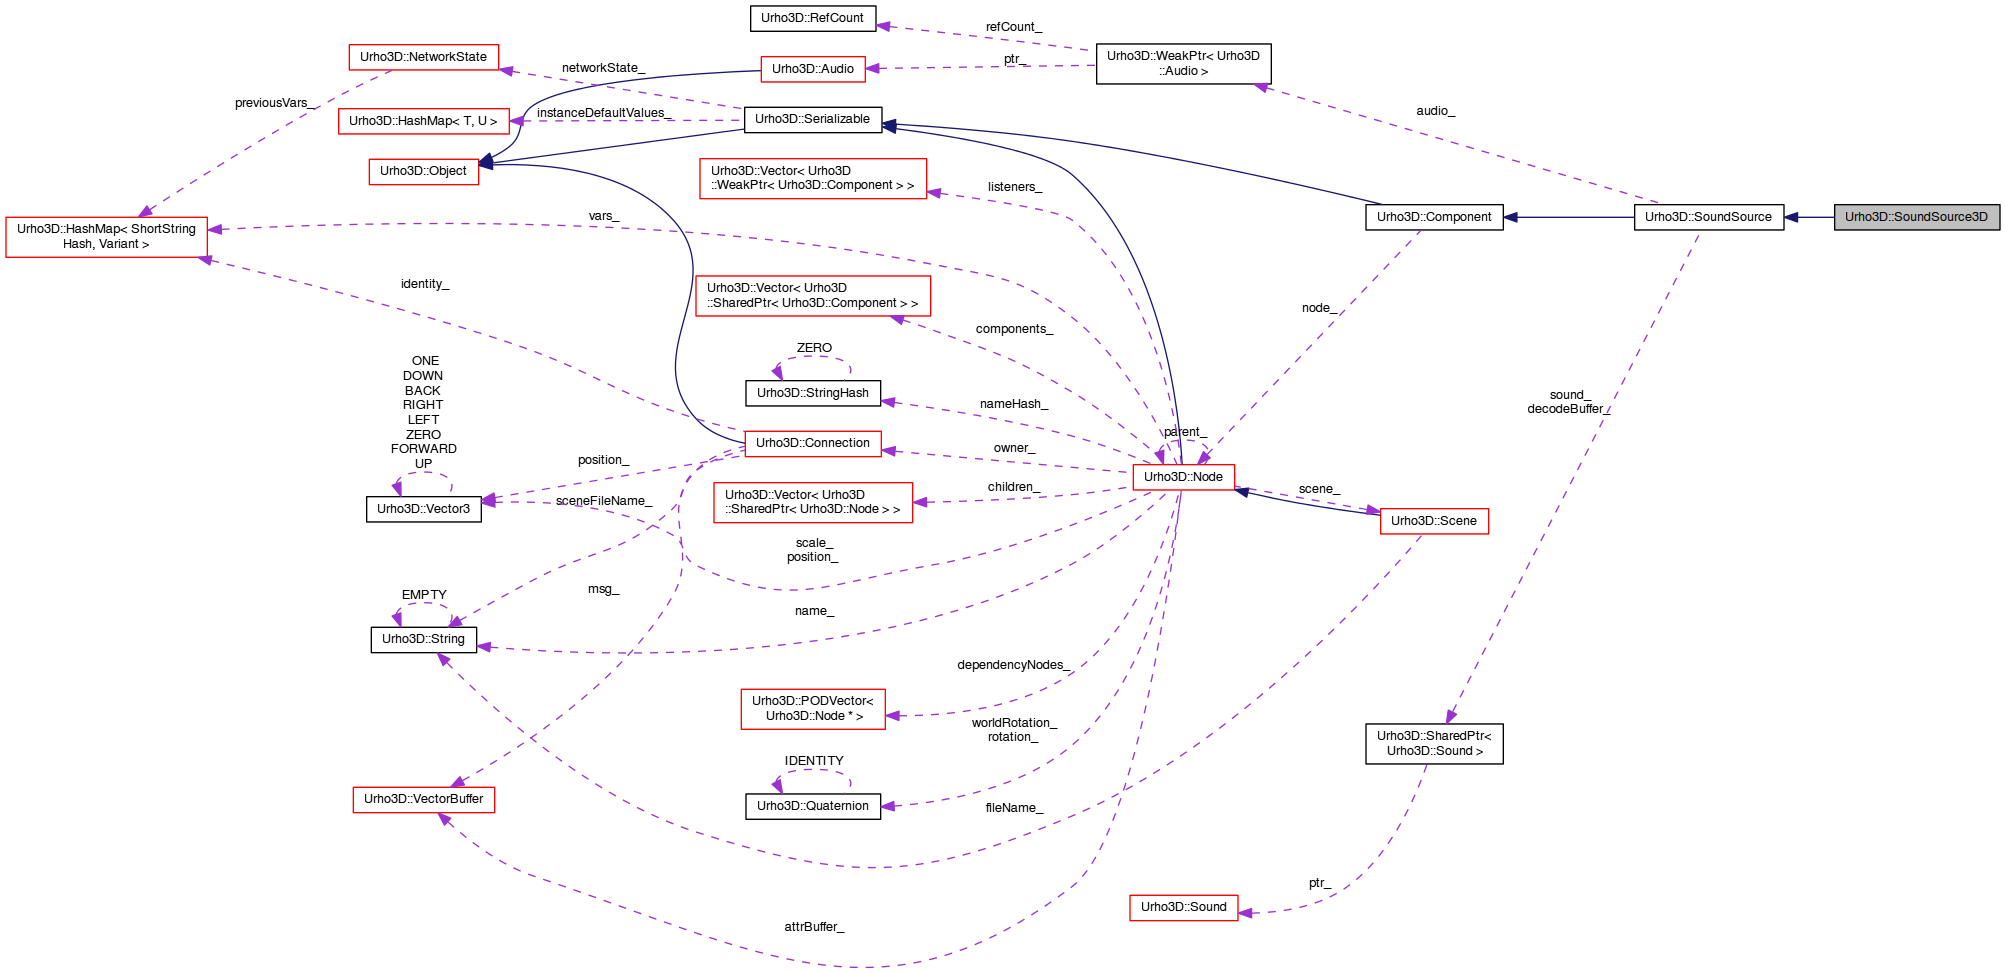 Urho3D::RefCount
refCount_
Urho3D::NetworkState
networkState_
Urho3D::Audio
ptr_
Urho3D::WeakPtr< Urho3D
::Audio >
previousVars_
Urho3D::HashMap< T, U >
instanceDefaultValues_
Urho3D::Serializable
audio_
Urho3D::Object
Urho3D::Vector< Urho3D
::WeakPtr< Urho3D::Component > >
listeners_
Urho3D::HashMap< ShortString
Hash, Variant >
vars_
Urho3D::Component
Urho3D::SoundSource
Urho3D::SoundSource3D
identity_
Urho3D::Vector< Urho3D
::SharedPtr< Urho3D::Component > >
components_
node_
ZERO
Urho3D::StringHash
nameHash_
ONE
DOWN
BACK
RIGHT
LEFT
ZERO
FORWARD
UP
Urho3D::Vector3
position_
sceneFileName_
Urho3D::Connection
owner_
parent_
Urho3D::Node
sound_
decodeBuffer_
Urho3D::Vector< Urho3D
::SharedPtr< Urho3D::Node > >
children_
scene_
Urho3D::Scene
scale_
position_
EMPTY
Urho3D::String
msg_
name_
dependencyNodes_
Urho3D::PODVector<
Urho3D::Node * >
worldRotation_
rotation_
Urho3D::SharedPtr<
Urho3D::Sound >
IDENTITY
Urho3D::Quaternion
Urho3D::VectorBuffer
fileName_
ptr_
Urho3D::Sound
attrBuffer_